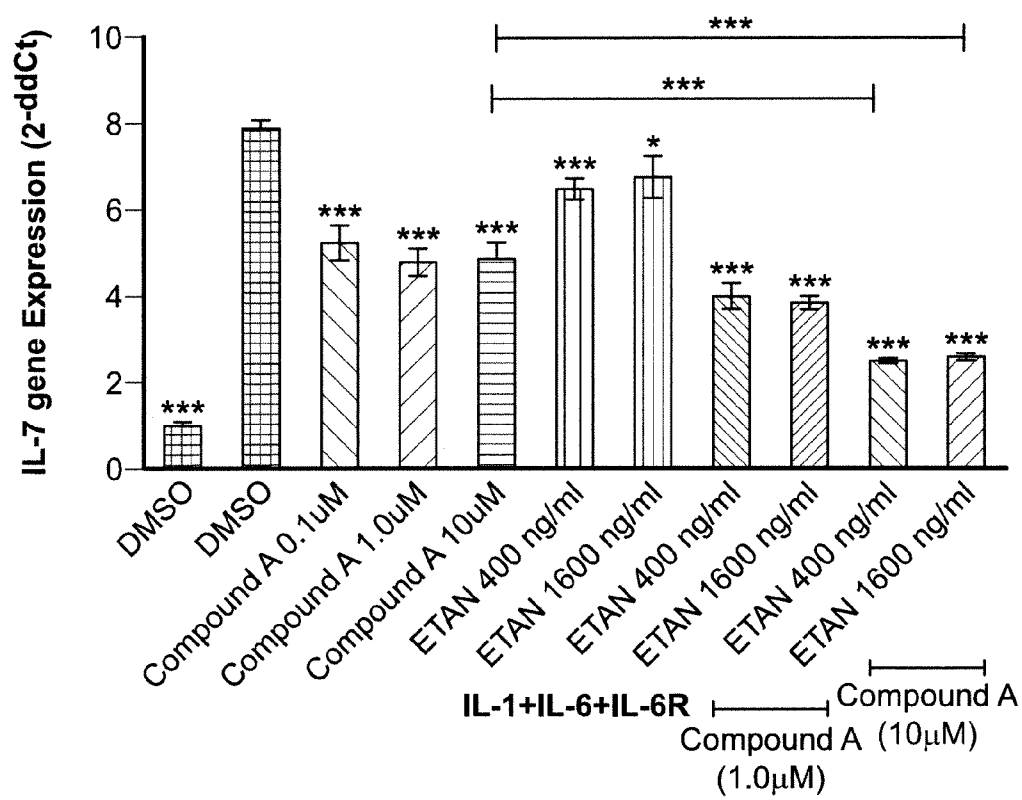 IL-7 gene Expression (2-ddCt)
10
8
6
4
2
0
***
***
***
***
***
***
*
***
***
***
***
***
DMSO
DMSO
Compound A 0.1uM
Compound A 1.0uM
Compound A 10uM
ETAN 400 ng/ml
ETAN 1600 ng/ml
ETAN 400 ng/ml
ETAN 1600 ng/ml
ETAN 400 ng/ml
ETAN 1600 ng/ml
IL-1+IL-6+IL-6R
Compound A
(1.0μM)
Compound A
(10μM)